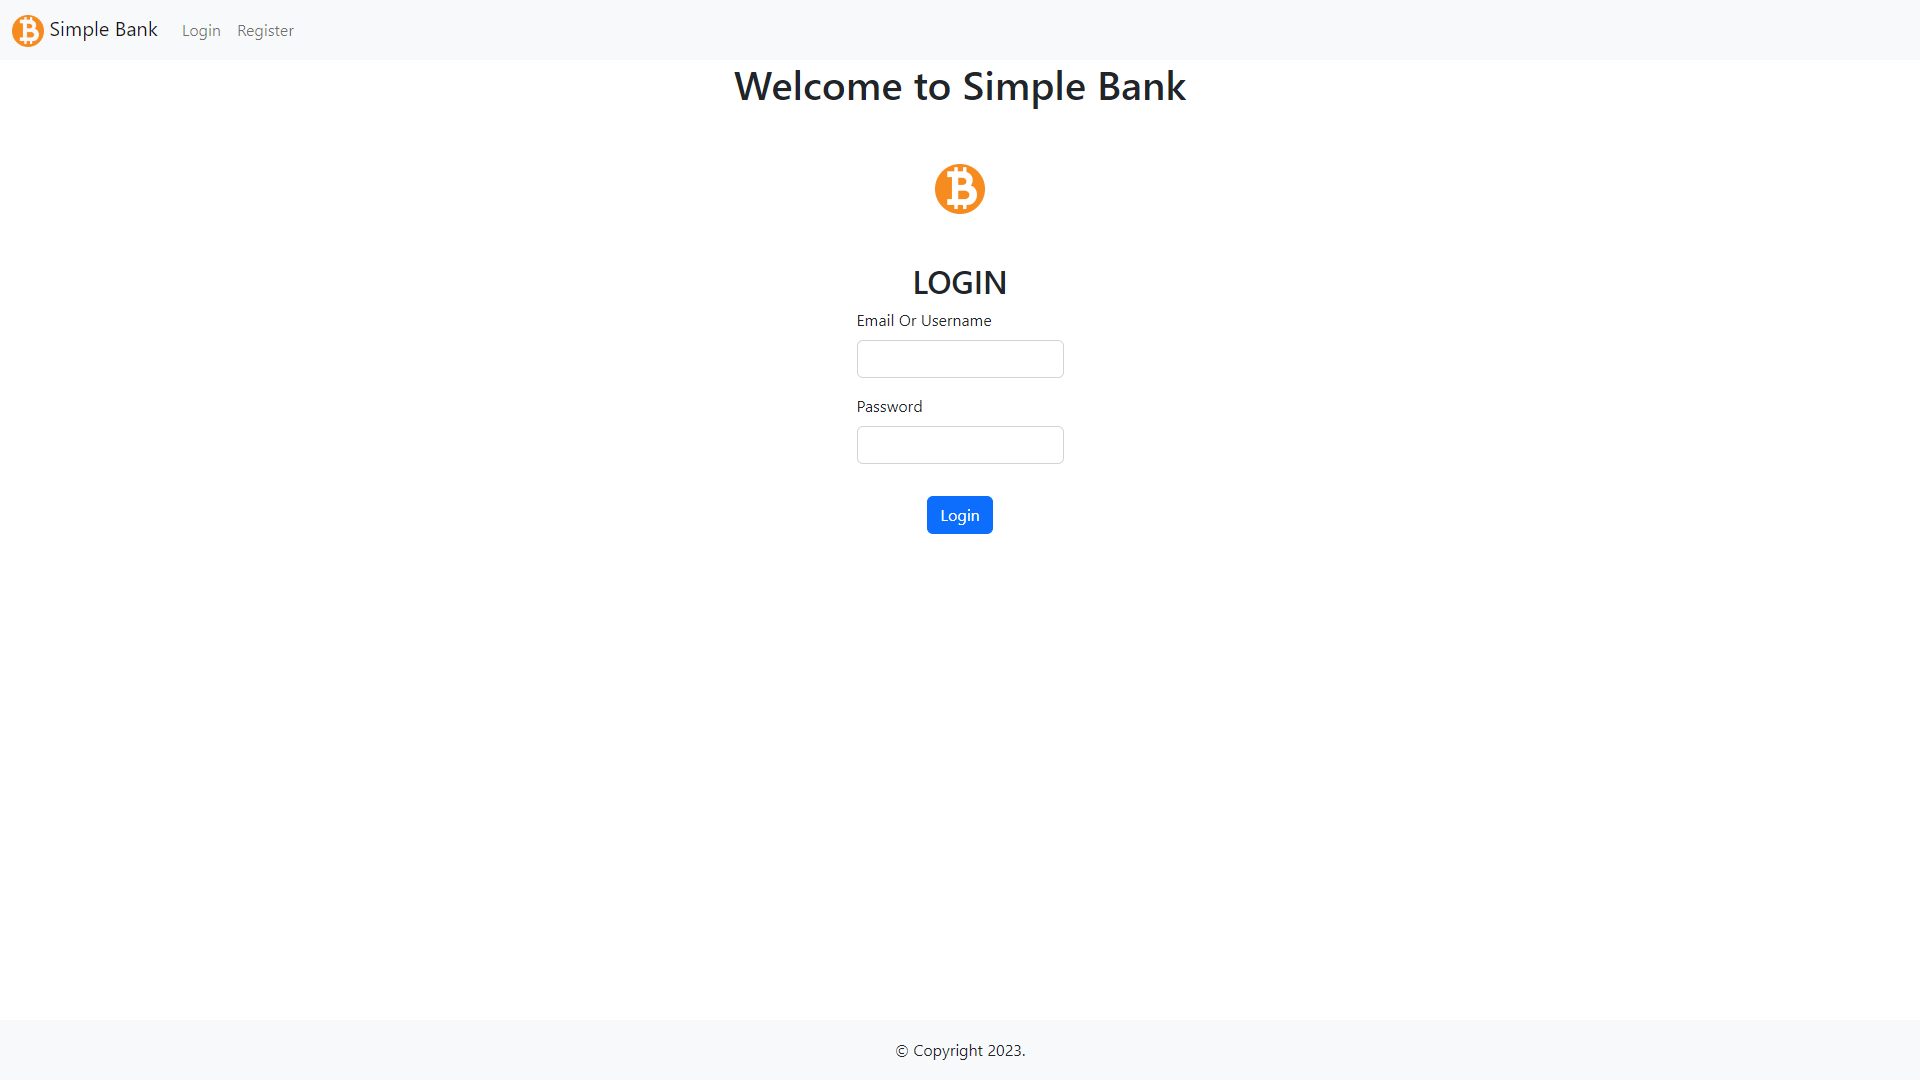 Simple Bank Login Register
Welcome to Simple Bank
LOGIN
Email Or Username
Password
Login
© Copyright 2023.